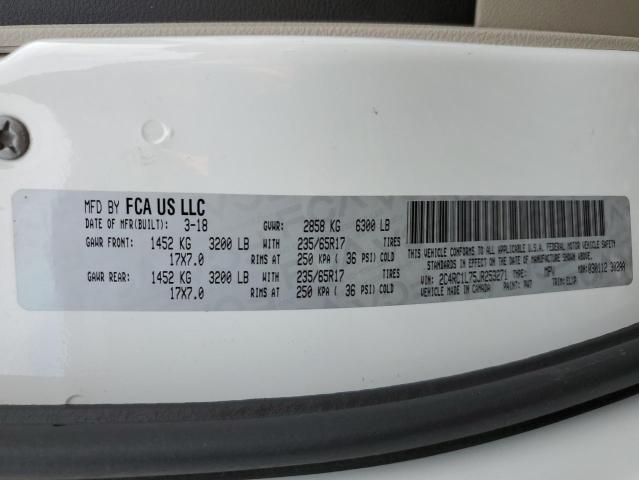 MFD BY FCA US LLC
DATE OF MFR(BUILT): 3-18 GVWR: 2858 KG 6300 LB
GAWR FRONT: 1452 KG 3200 LB WITH 235/65R17 TIRES
17X7.0 RIMS AT 250 KPA ( 36 PSI) COLD
GAWR REAR: 1452 KG 3200 LB WITH 235/65R17 TIRES
17X7.0 RIMS AT 250 KPA ( 36 PSI) COLD
THIS VEHICLE CONFORMS TO ALL APPLICABLE U.S.A. FEDERAL MOTOR VEHICLE SAFETY
STANDARDS IN EFFECT ON THE DATE OF MANUFACTURE SHOWN ABOVE.
VIN: 2C4RC1L75JR253271 TYPE: MPV MDH: 030112
VEHICLE MADE IN CANADA PAINT: PW7 TRIM: